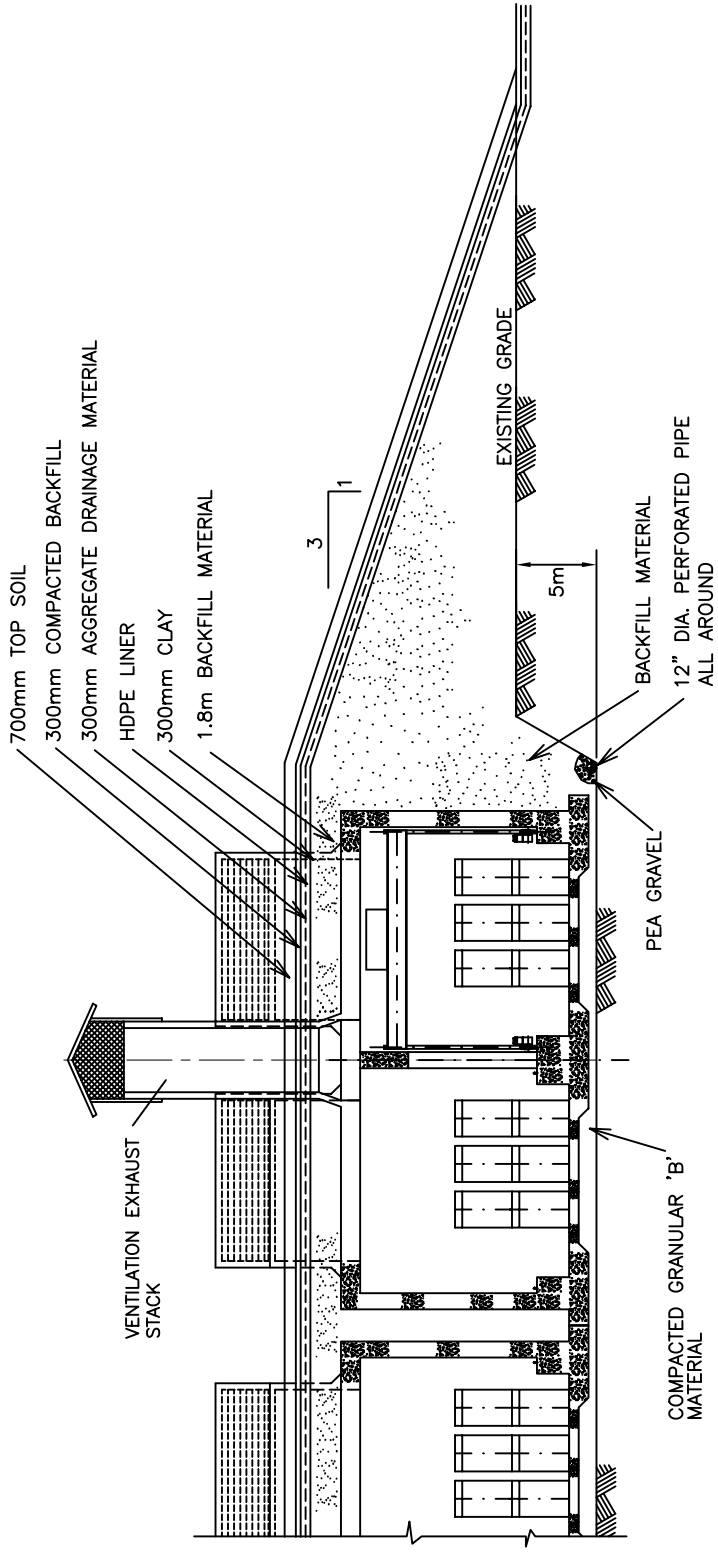 700mm TOP SOIL
300mm COMPACTED BACKFILL
300mm AGGREGATE DRAINAGE MATERIAL
HDPE LINER
300mm CLAY
1.8m BACKFILL MATERIAL
VENTILATION EXHAUST
STACK
3
1
EXISTING GRADE
5m
BACKFILL MATERIAL
12" DIA. PERFORATED PIPE
ALL AROUND
PEA GRAVEL
COMPACTED GRANULAR 'B'
MATERIAL